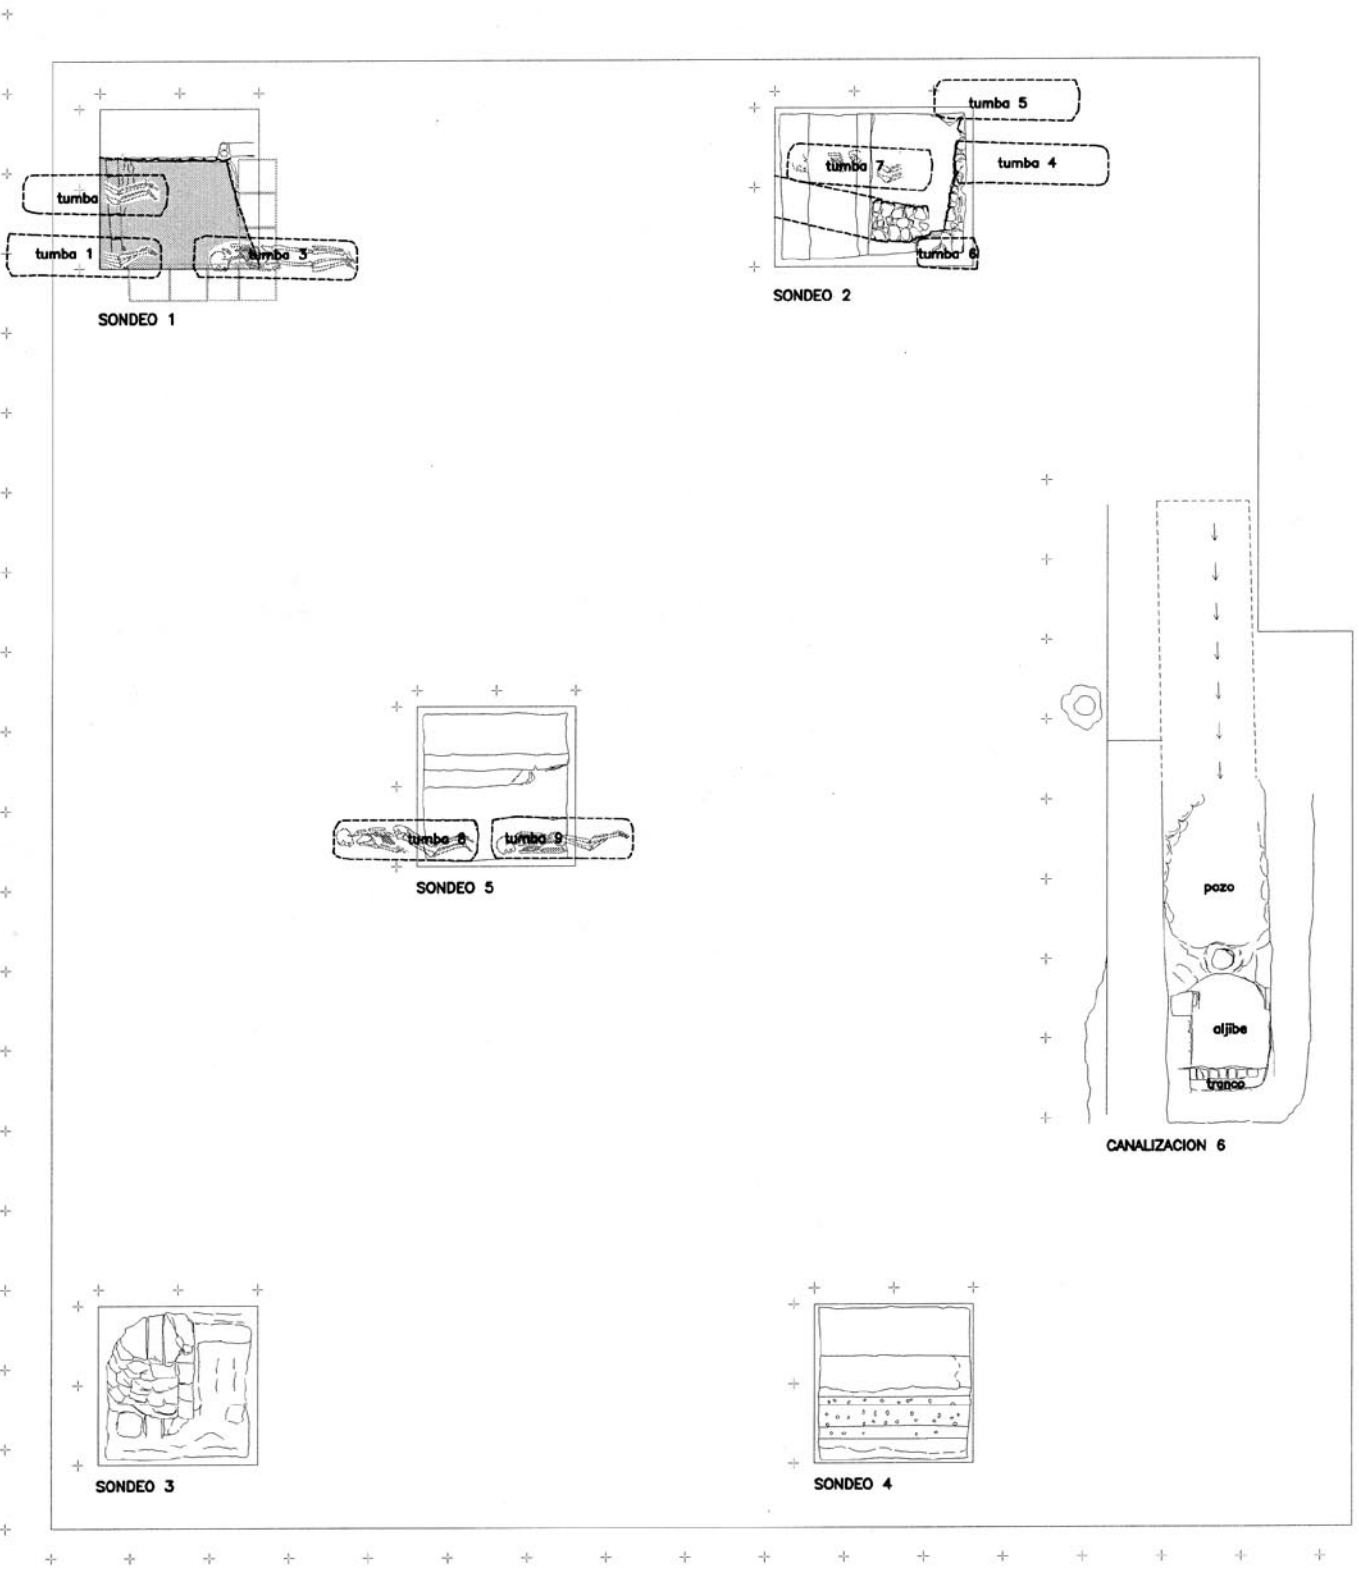 tumba 5
tumba 7
tumba 4
tumba
tumba 1
tumba 3
tumba 6
SONDEO 2
SONDEO 1
tumba 8
tumba 9
SONDEO 5
pozo
aljibe
tranco
CANALIZACION 6
SONDEO 3
SONDEO 4